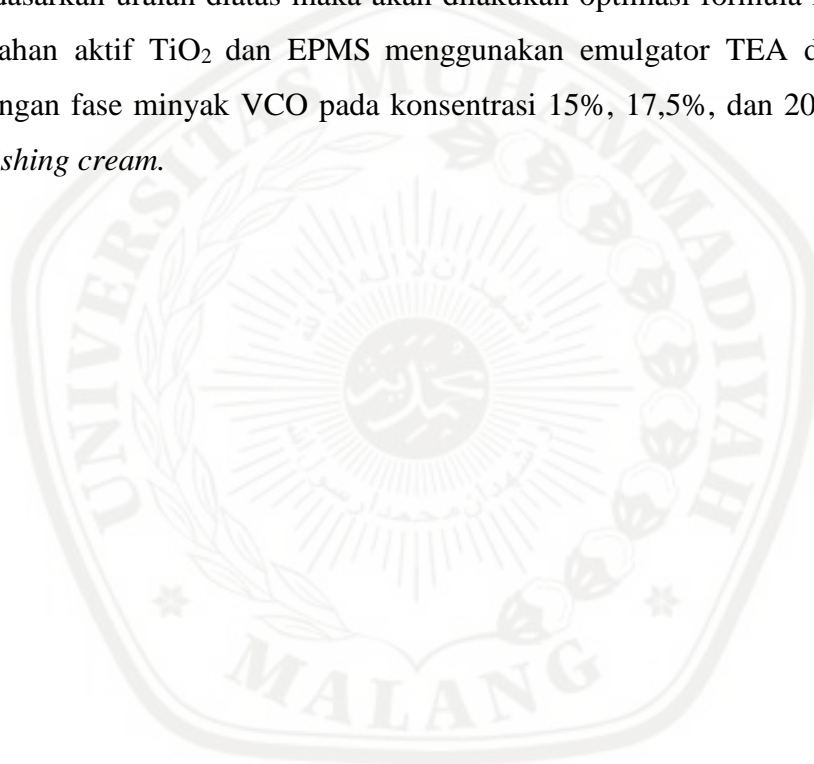 dasarkan uraian diatas maka akan dilakukan optimasi formula
ahan aktif TiO₂ dan EPMS menggunakan emulgator TEA d
ngan fase minyak VCO pada konsentrasi 15%, 17,5%, dan 20
shing cream.
UNIVERSITAS MUHAMMADIYAH
MALANG